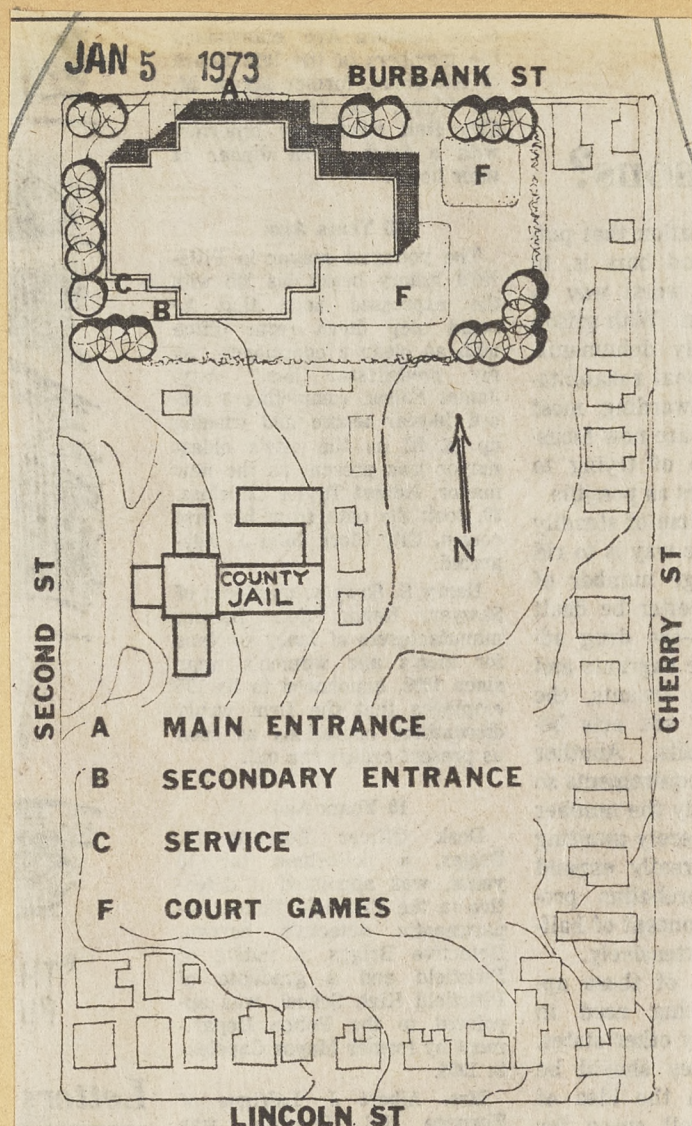 JAN 5 1973
BURBANK ST
A
F
F
C
B
N
COUNTY
JAIL
SECOND ST
CHERRY ST
A MAIN ENTRANCE
B SECONDARY ENTRANCE
C SERVICE
F COURT GAMES
LINCOLN ST